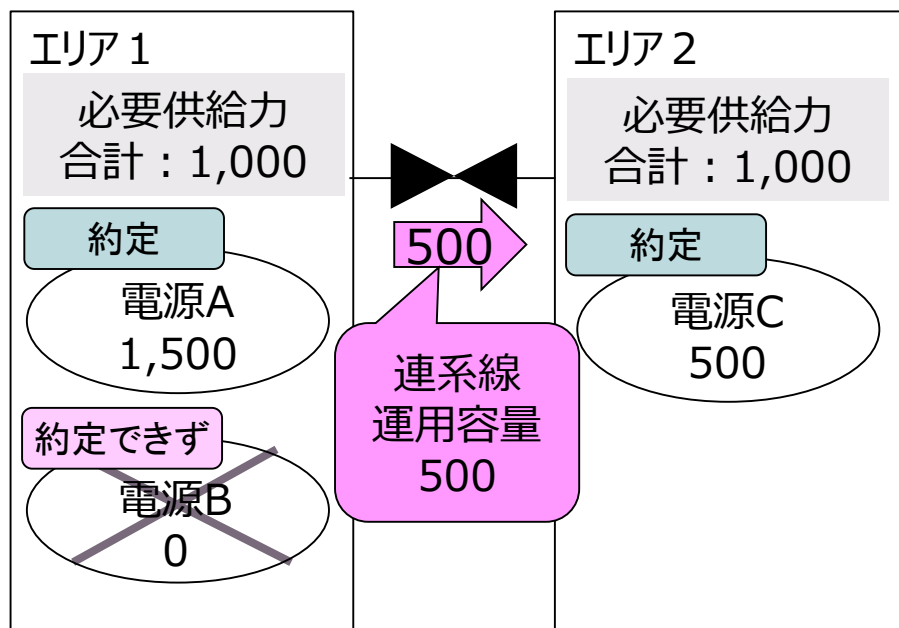 エリア1
必要供給力
合計:1,000
約定
電源A
1,500
約定できず
電源B
0
500
連系線
運用容量
500
エリア2
必要供給力
合計:1,000
約定
電源C
500